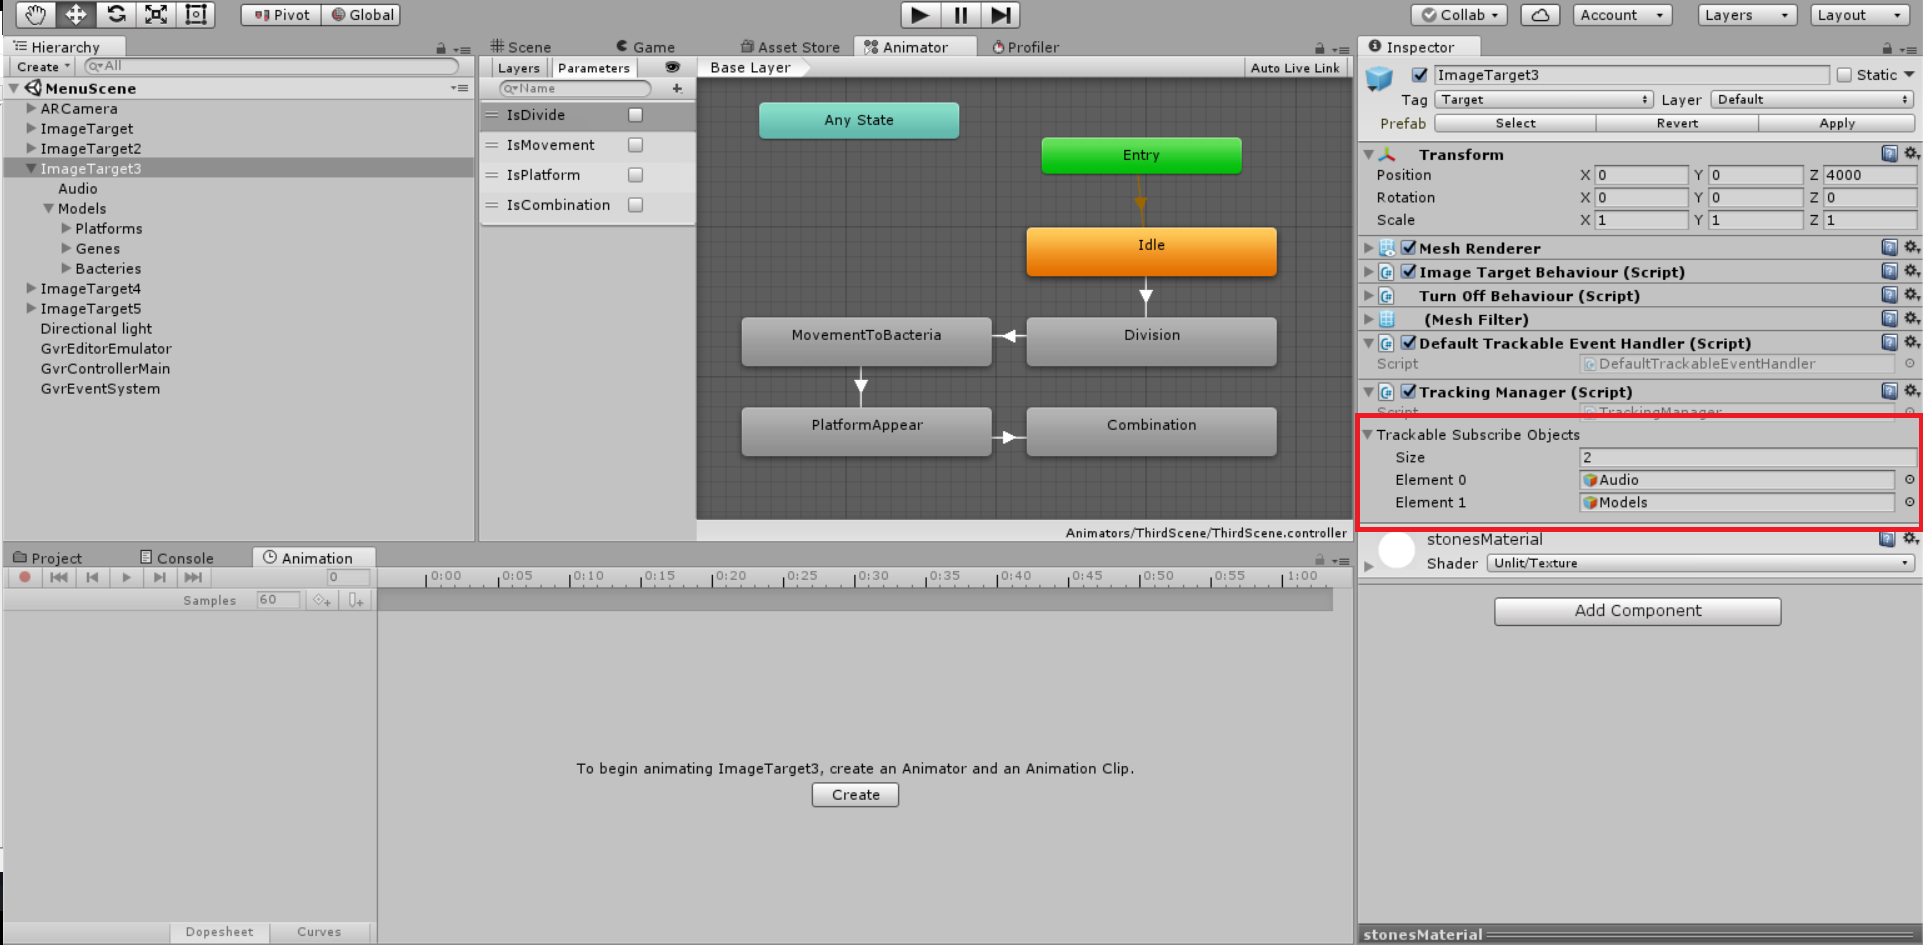 Pivot Global Collab Account Layers Layout
Hierarchy
Create All
MenuScene
ARCamera
ImageTarget
ImageTarget2
ImageTarget3
Audio
Models
Platforms
Genes
Bacteries
ImageTarget4
ImageTarget5
Directional light
GvrEditorEmulator
GvrControllerMain
GvrEventSystem
Scene Game Asset Store Animator Profiler
Layers Parameters Base Layer Auto Live Link
Name
IsDivide
IsMovement
IsPlatform
IsCombination
Any State
Entry
Idle
MovementToBacteria Division
PlatformAppear Combination
Animators/ThirdScene/ThirdScene.controller
Inspector
ImageTarget3 Static
Tag Target Layer Default
Prefab Select Revert Apply
Transform
Position X 0 Y 0 Z 4000
Rotation X 0 Y 0 Z 0
Scale X 1 Y 1 Z 1
Mesh Renderer
Image Target Behaviour (Script)
Turn Off Behaviour (Script)
(Mesh Filter)
Default Trackable Event Handler (Script)
Script DefaultTrackableEventHandler
Tracking Manager (Script)
Script TrackingManager
Trackable Subscribe Objects
Size 2
Element 0 Audio
Element 1 Models
stonesMaterial
Shader Unlit/Texture
Add Component
stonesMaterial
Project Console Animation
0 0:00 0:05 0:10 0:15 0:20 0:25 0:30 0:35 0:40 0:45 0:50 0:55 1:00
Samples 60
To begin animating ImageTarget3, create an Animator and an Animation Clip.
Create
Dopesheet Curves